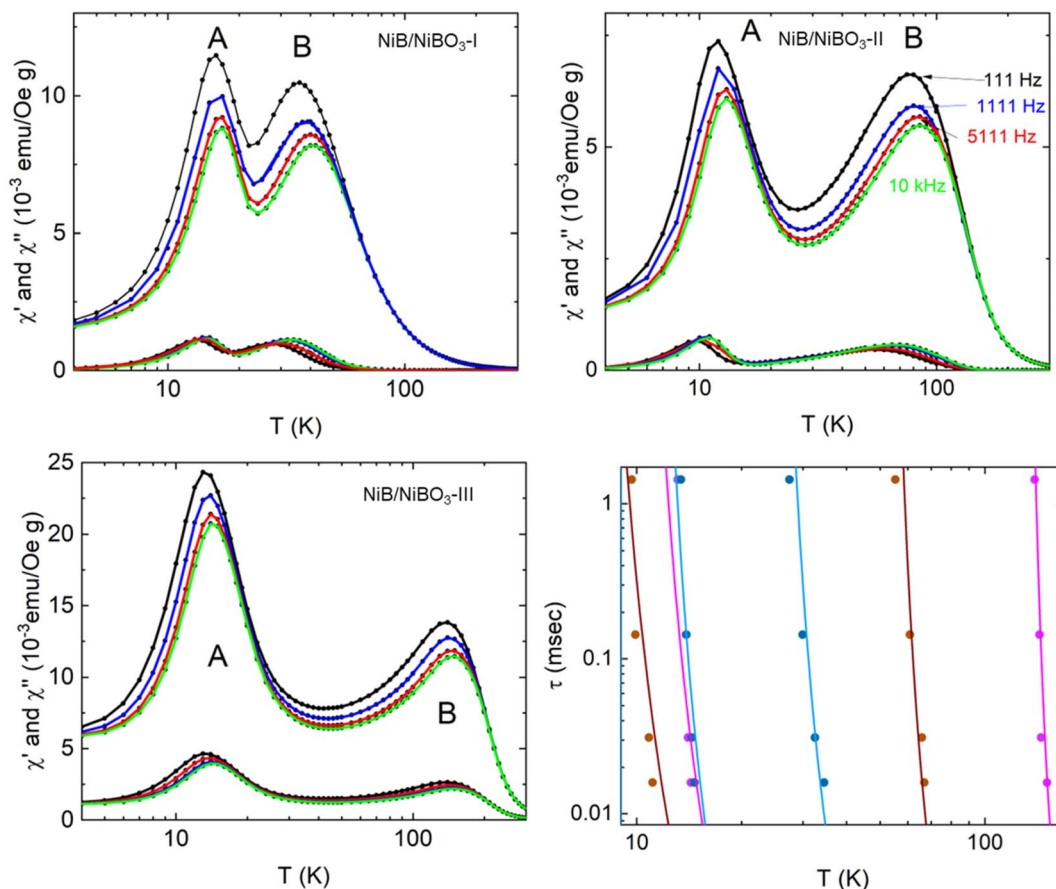 A
B
NiB/NiBO₃-I
10
5
0
χ' and χ'' (10⁻³ emu/Oe g)
10
100
T (K)
A
B
NiB/NiBO₃-II
111 Hz
1111 Hz
5111 Hz
10 kHz
5
0
χ' and χ'' (10⁻³emu/Oe g)
10
100
T (K)
NiB/NiBO₃-III
A
B
25
20
15
10
5
0
χ' and χ'' (10⁻³emu/Oe g)
10
100
T (K)
1
0.1
0.01
τ (msec)
10
100
T (K)